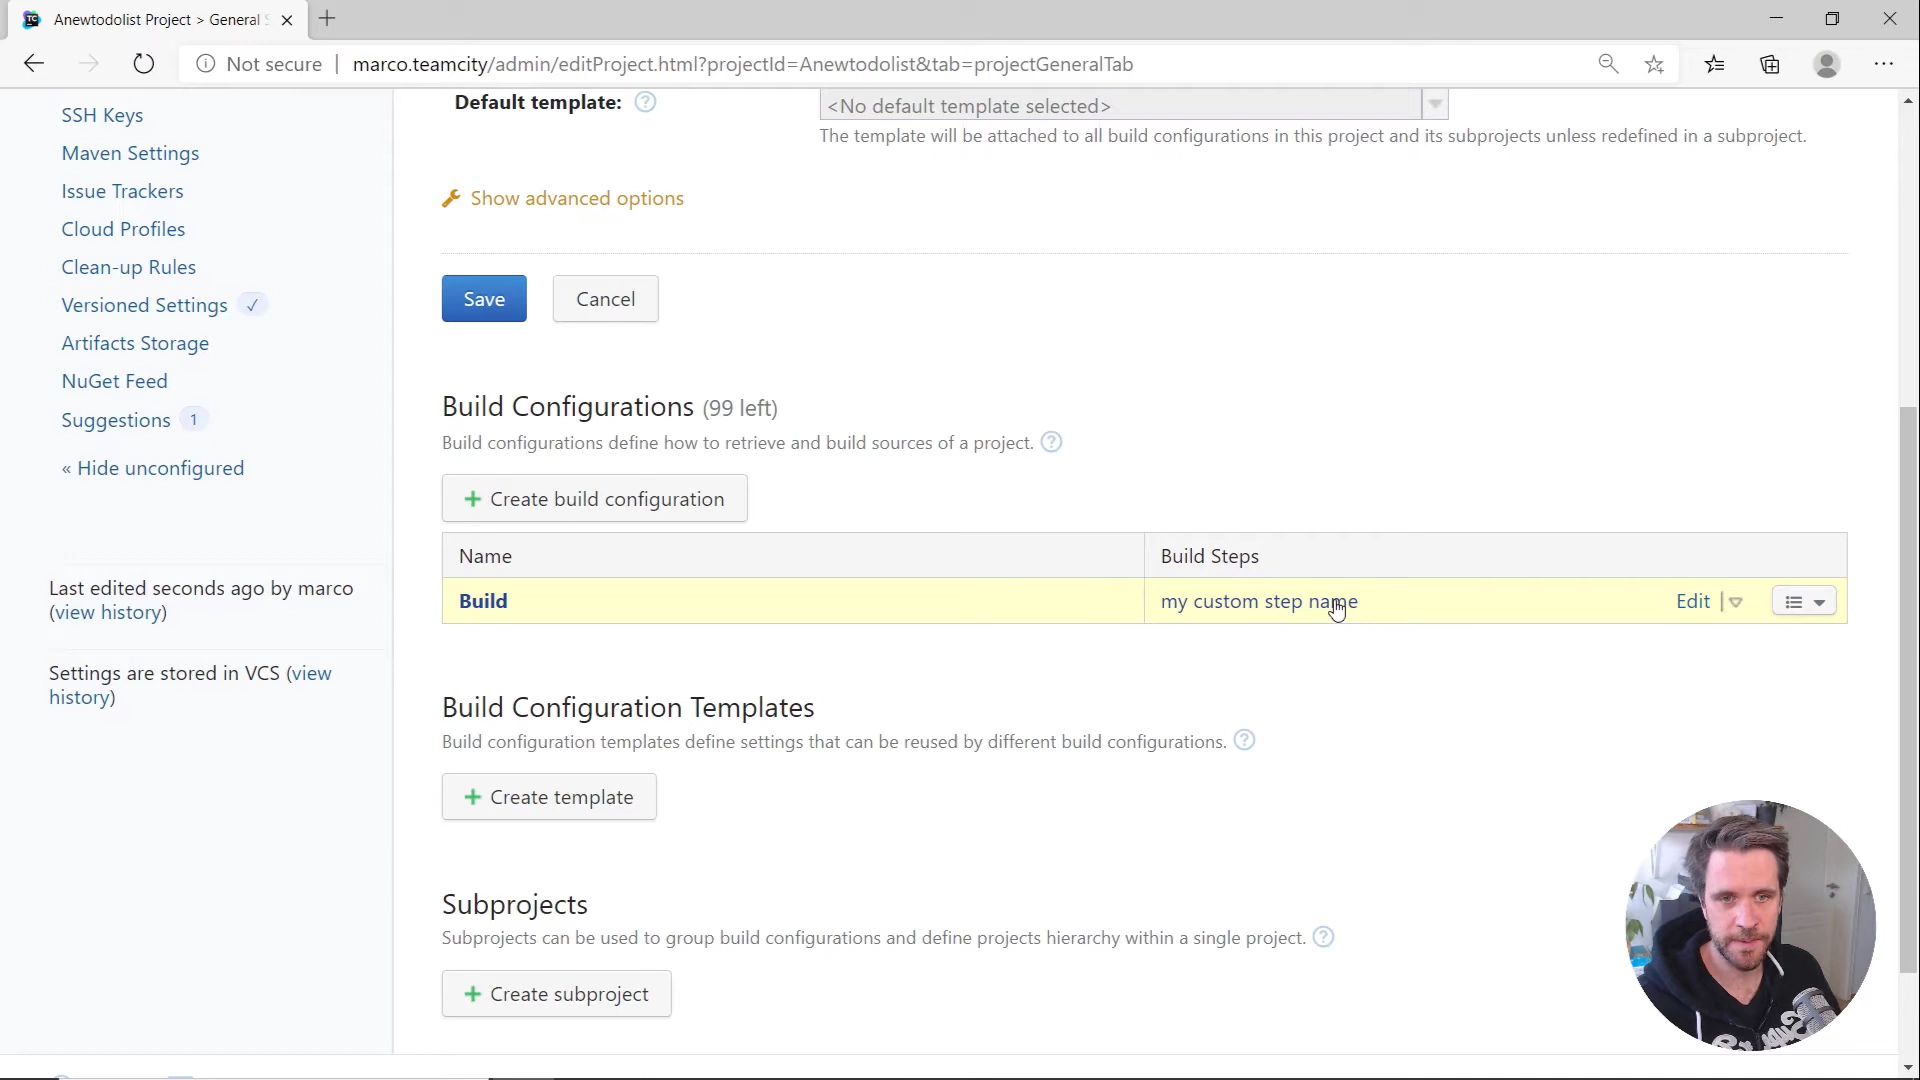 Anewtodolist Project > General S
Not secure | marco.teamcity/admin/editProject.html?projectId=Anewtodolist&tab=projectGeneralTab
SSH Keys
Maven Settings
Issue Trackers
Cloud Profiles
Clean-up Rules
Versioned Settings
Artifacts Storage
NuGet Feed
Suggestions 1
« Hide unconfigured
Last edited seconds ago by marco
(view history)
Settings are stored in VCS (view
history)
Default template: ? <No default template selected>
The template will be attached to all build configurations in this project and its subprojects unless redefined in a subproject.
Show advanced options
Save Cancel
Build Configurations (99 left)
Build configurations define how to retrieve and build sources of a project. ?
+ Create build configuration
Name Build Steps
Build my custom step name Edit
Build Configuration Templates
Build configuration templates define settings that can be reused by different build configurations. ?
+ Create template
Subprojects
Subprojects can be used to group build configurations and define projects hierarchy within a single project. ?
+ Create subproject